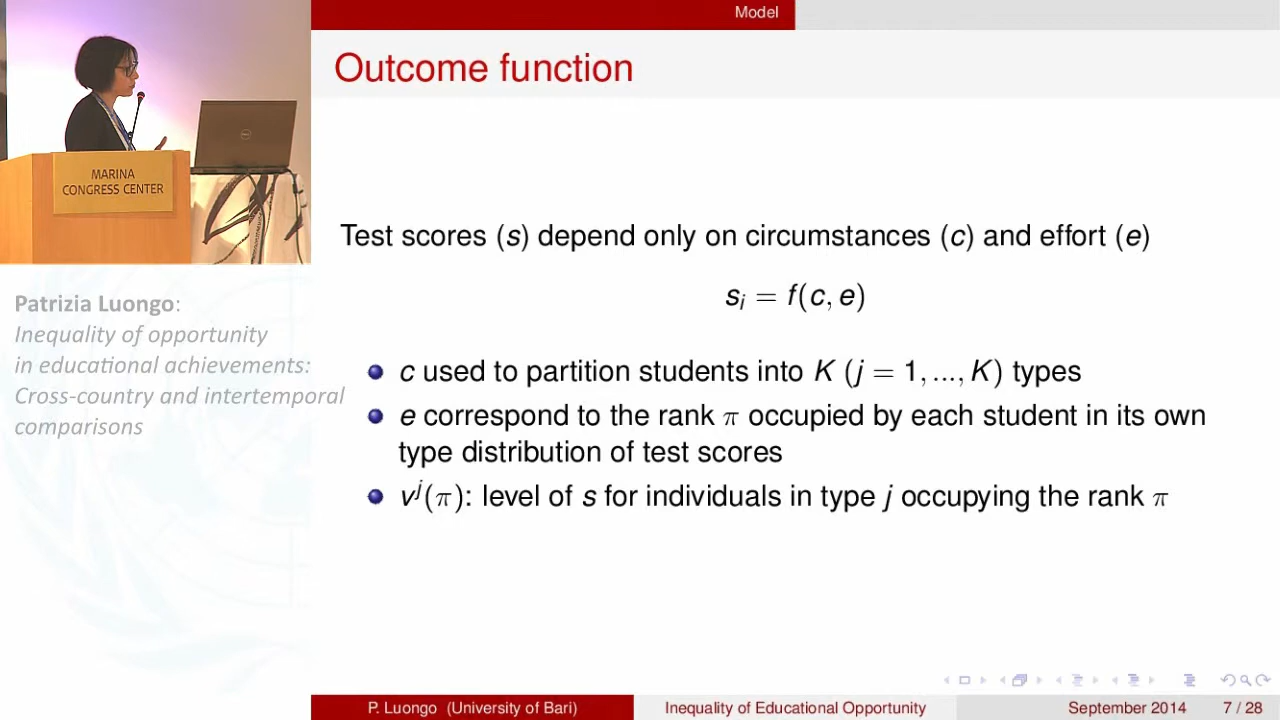 Model
Outcome function
MARINA
CONGRESS CENTER
Test scores (s) depend only on circumstances (c) and effort (e)
s_i = f(c, e)
c used to partition students into K (j = 1, ..., K) types
e correspond to the rank π occupied by each student in its own
type distribution of test scores
v^j(π): level of s for individuals in type j occupying the rank π
Patrizia Luongo:
Inequality of opportunity
in educational achievements:
Cross-country and intertemporal
comparisons
P. Luongo (University of Bari)
Inequality of Educational Opportunity
September 2014
7 / 28